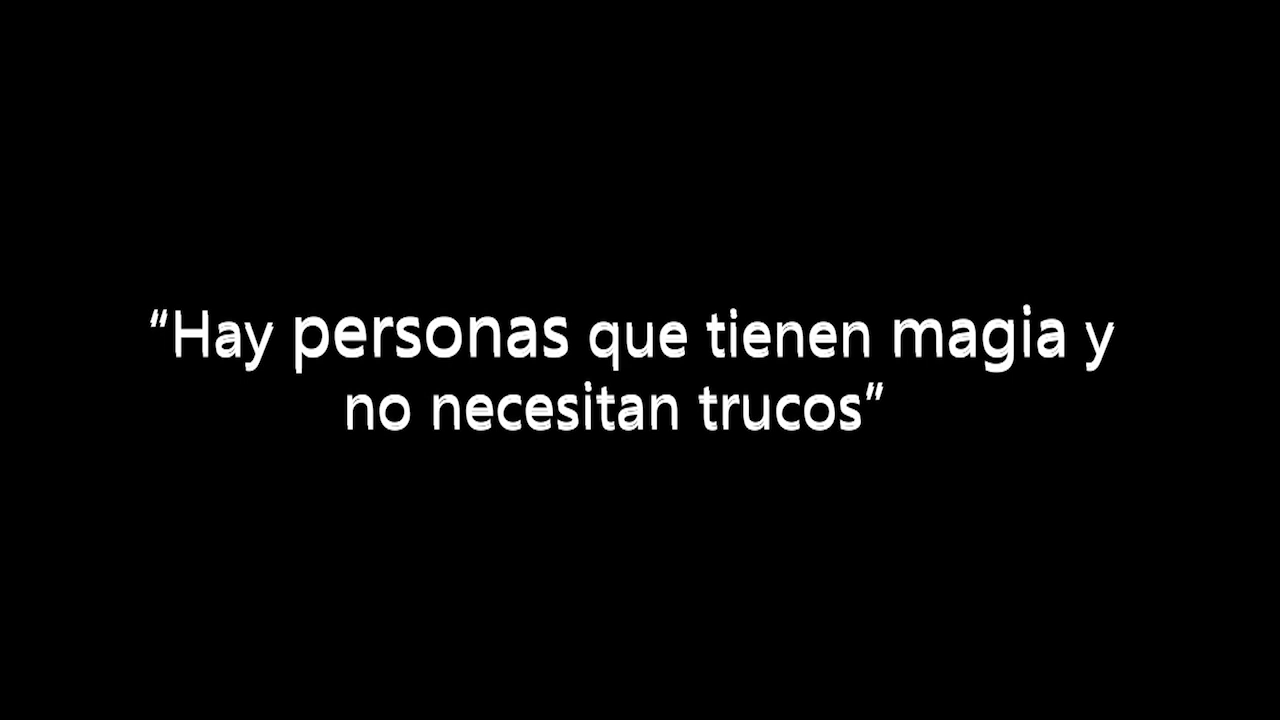 “Hay personas que tienen magia y
no necesitan trucos”